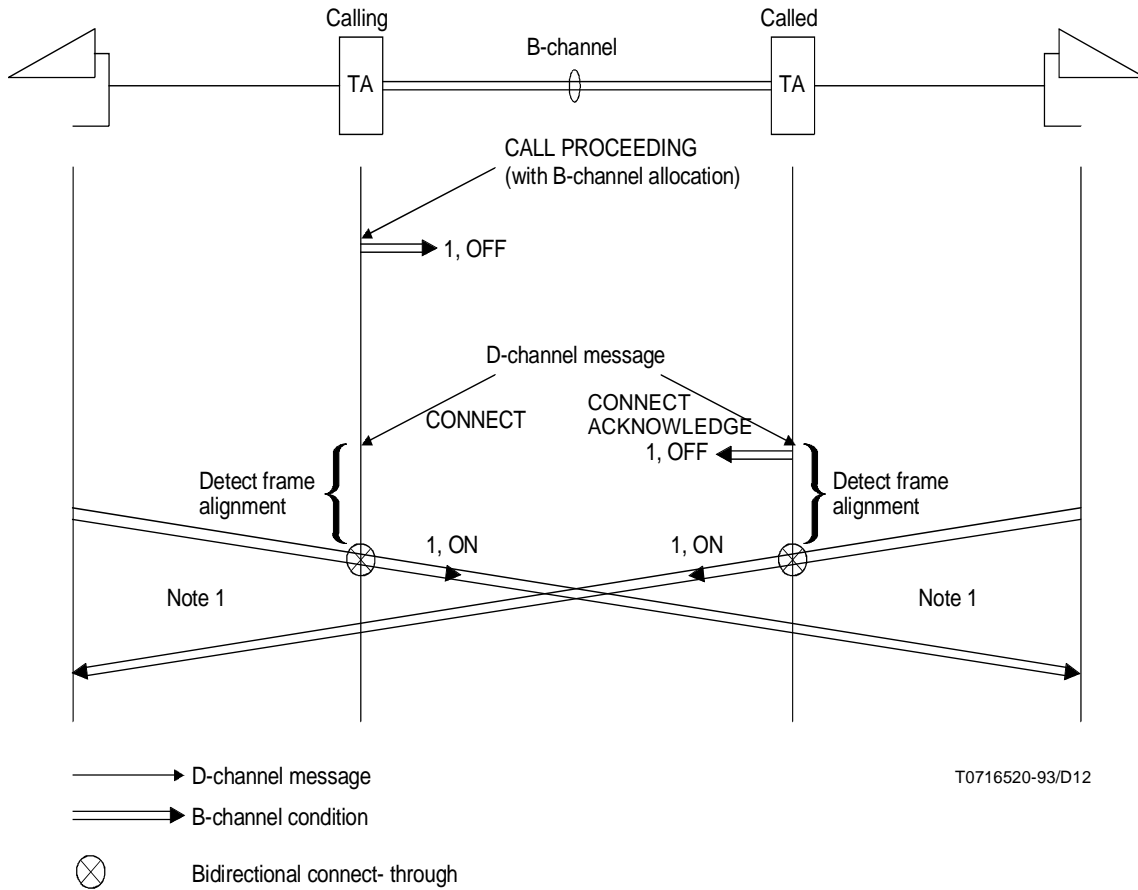 Calling
Called
B-channel
TA
TA
CALL PROCEEDING
(with B-channel allocation)
1, OFF
D-channel message
CONNECT
CONNECT
ACKNOWLEDGE
1, OFF
Detect frame
alignment
Detect frame
alignment
1, ON
1, ON
Note 1
Note 1
D-channel message
T0716520-93/D12
B-channel condition
Bidirectional connect- through